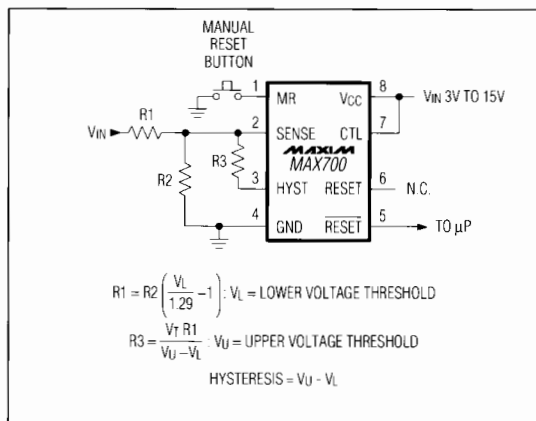 MANUAL
RESET
BUTTON
1 MR VCC 8 VIN 3V TO 15V
R1
VIN 2 SENSE CTL 7
MAXIM
MAX700
R3
R2
3 HYST RESET 6 N.C.
4 GND R̅E̅S̅E̅T̅ 5 TO μP
R1 = R2 (VL/1.29 – 1) : VL = LOWER VOLTAGE THRESHOLD
R3 = VT R1/VU – VL : VU = UPPER VOLTAGE THRESHOLD
HYSTERESIS = VU - VL